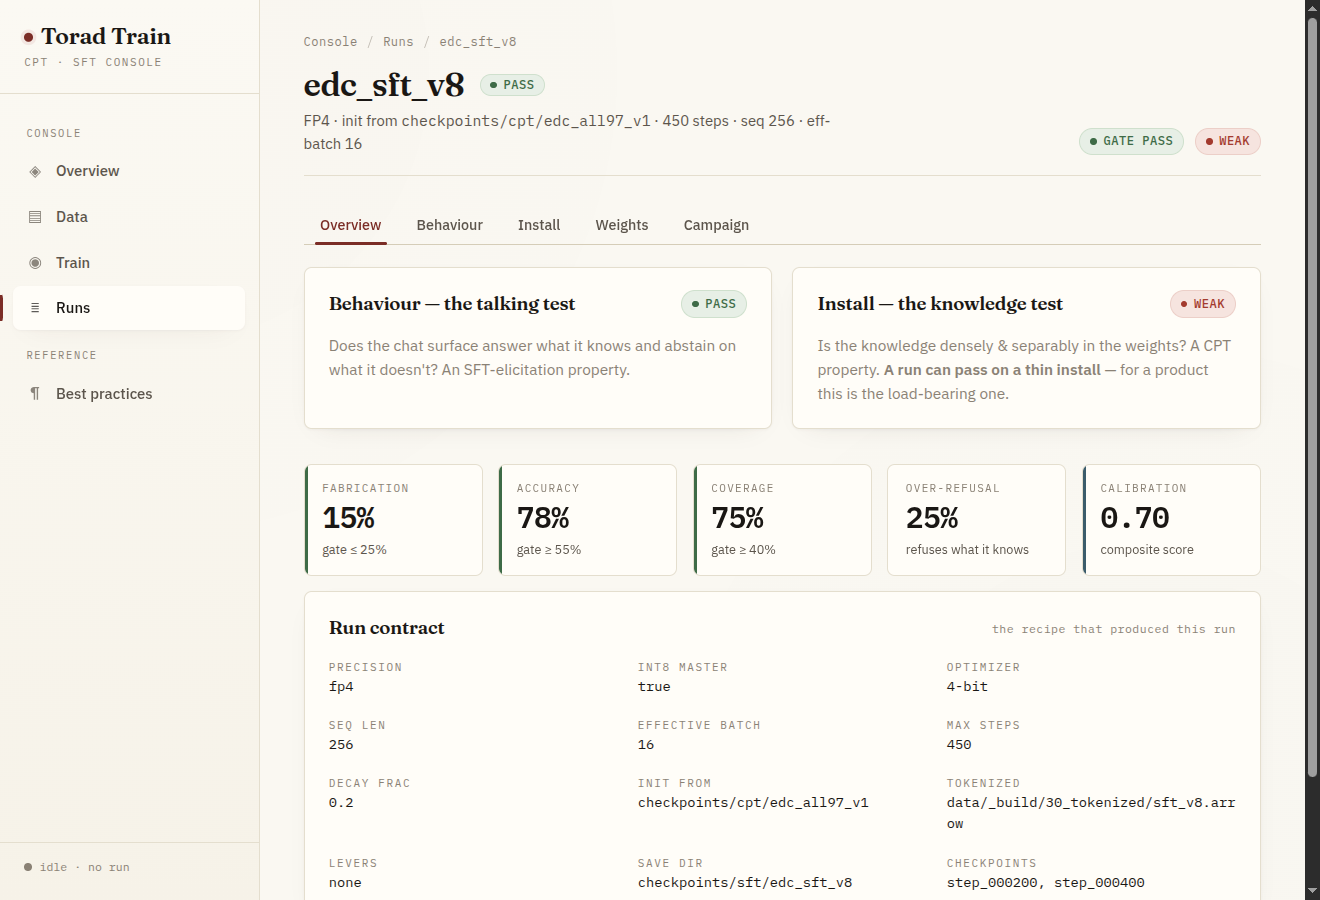 Torad Train
CPT · SFT CONSOLE
CONSOLE
Overview
Data
Train
Runs
REFERENCE
¶ Best practices
idle · no run
Console / Runs / edc_sft_v8
edc_sft_v8
PASS
FP4 · init from checkpoints/cpt/edc_all97_v1 · 450 steps · seq 256 · eff-
batch 16
GATE PASS
WEAK
Overview Behaviour Install Weights Campaign
Behaviour — the talking test
PASS
Does the chat surface answer what it knows and abstain on
what it doesn't? An SFT-elicitation property.
Install — the knowledge test
WEAK
Is the knowledge densely & separably in the weights? A CPT
property. A run can pass on a thin install — for a product
this is the load-bearing one.
FABRICATION
15%
gate ≤ 25%
ACCURACY
78%
gate ≥ 55%
COVERAGE
75%
gate ≥ 40%
OVER-REFUSAL
25%
refuses what it knows
CALIBRATION
0.70
composite score
Run contract
the recipe that produced this run
PRECISION
fp4
INT8 MASTER
true
OPTIMIZER
4-bit
SEQ LEN
256
EFFECTIVE BATCH
16
MAX STEPS
450
DECAY FRAC
0.2
INIT FROM
checkpoints/cpt/edc_all97_v1
TOKENIZED
data/_build/30_tokenized/sft_v8.arr
ow
LEVERS
none
SAVE DIR
checkpoints/sft/edc_sft_v8
CHECKPOINTS
step_000200, step_000400